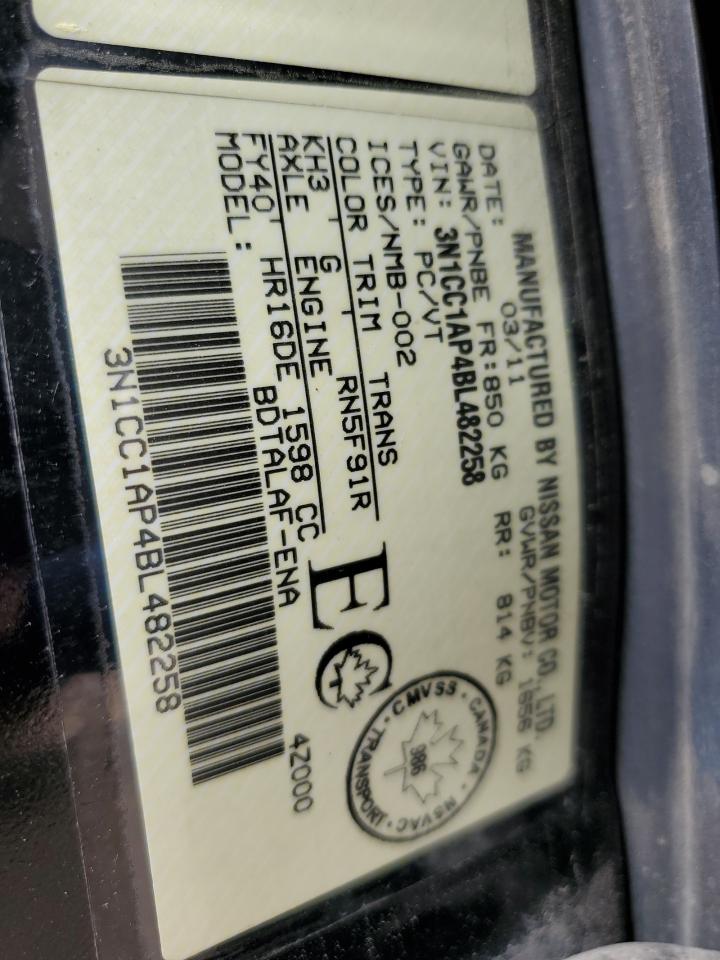 MANUFACTURED BY NISSAN MOTOR CO., LTD.
DATE: 03/11 GVWR/PNBV: 1656 KG
GAWR/PNBE FR:850 KG RR: 814 KG
VIN: 3N1CC1AP4BL482258
TYPE: PC/VT
ICES/NMB-002
COLOR TRIM TRANS
KH3 G RN5F91R
AXLE ENGINE
FY40 HR16DE 1598 CC
MODEL: BDTALAF-ENA
42000
3N1CC1AP4BL482258
EC
CANADA · NSVAC · TRANSPORT · CMVSS ·
986